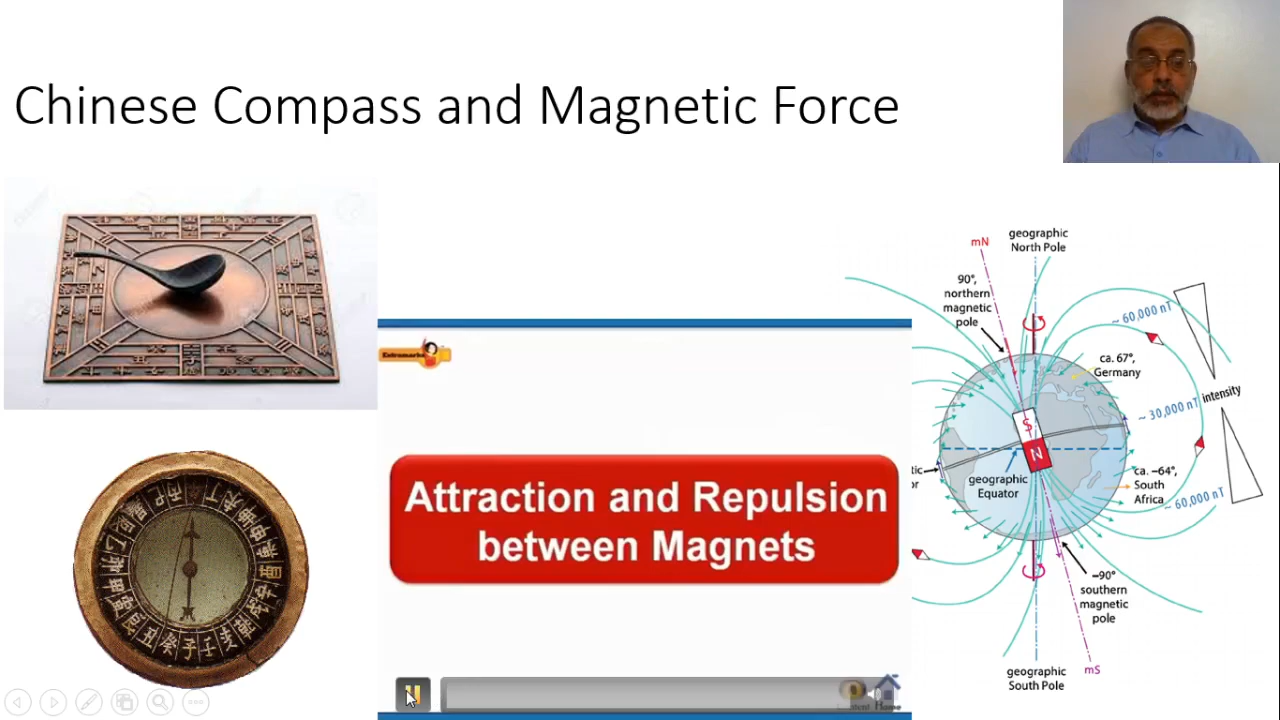 Chinese Compass and Magnetic Force
Extramarks
Attraction and Repulsion
between Magnets
Home
mN
geographic
North Pole
90°,
northern
magnetic
pole
~ 60,000 nT
ca. 67°,
Germany
~ 30,000 nT
intensity
S
N
geographic
Equator
ca. −64°,
South
Africa
~ 60,000 nT
−90°
southern
magnetic
pole
mS
geographic
South Pole